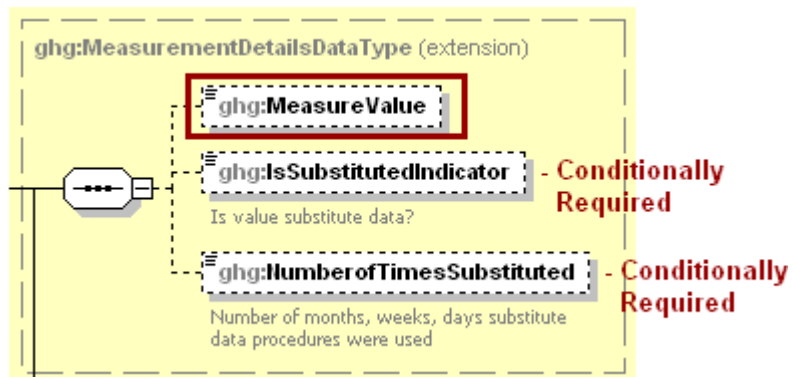 ghg:MeasurementDetailsDataType (extension)
ghg:MeasureValue
ghg:IsSubstitutedIndicator - Conditionally
Required
Is value substitute data?
ghg:NumberofTimesSubstituted - Conditionally
Required
Number of months, weeks, days substitute
data procedures were used